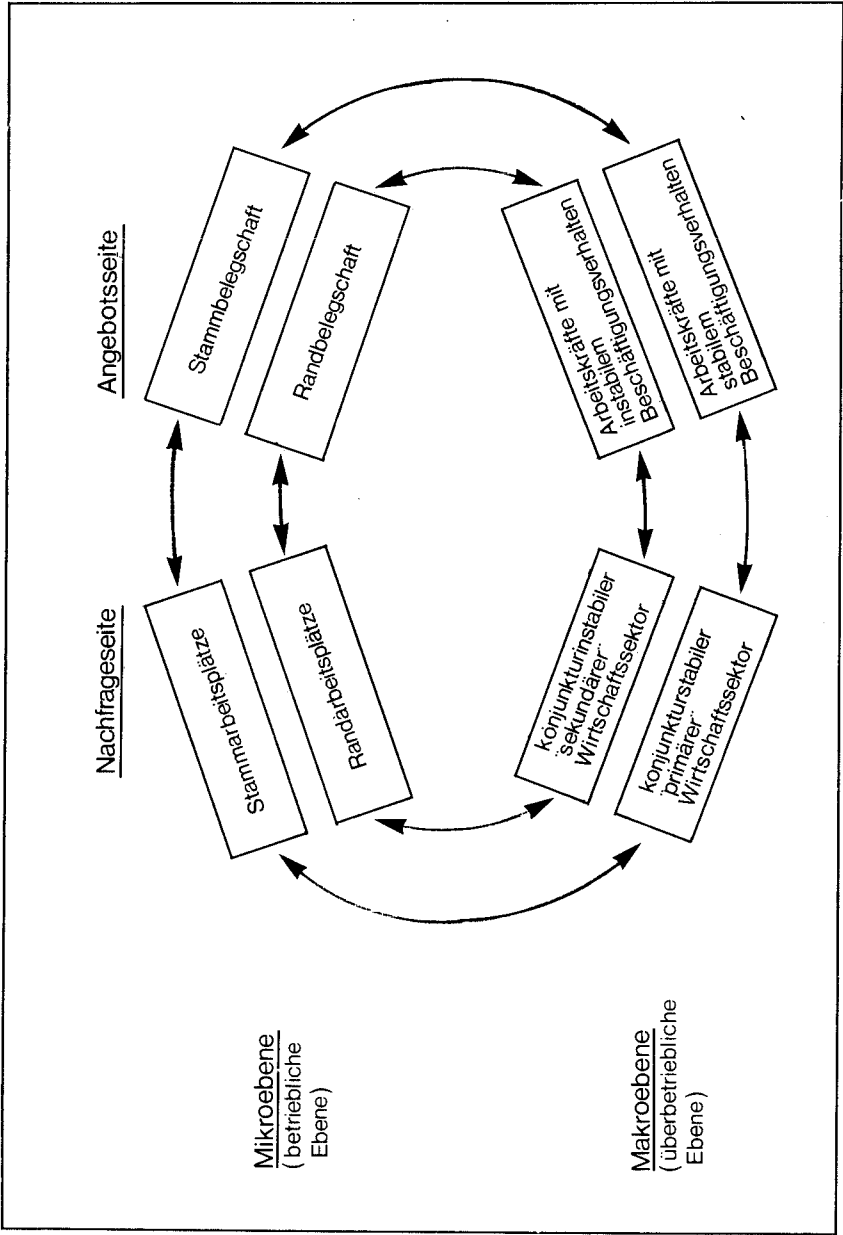 Nachfrageseite
Angebotsseite
Mikroebene
(betriebliche
Ebene)
Stammarbeitsplätze
Randarbeitsplätze
Stammbelegschaft
Randbelegschaft
Makroebene
(überbetriebliche
Ebene)
konjunkturinstabiler
"sekundärer"
Wirtschaftssektor
konjunkturstabiler
"primärer"
Wirtschaftssektor
Arbeitskräfte mit
instabilem
Beschäftigungsverhalten
Arbeitskräfte mit
stabilem
Beschäftigungsverhalten